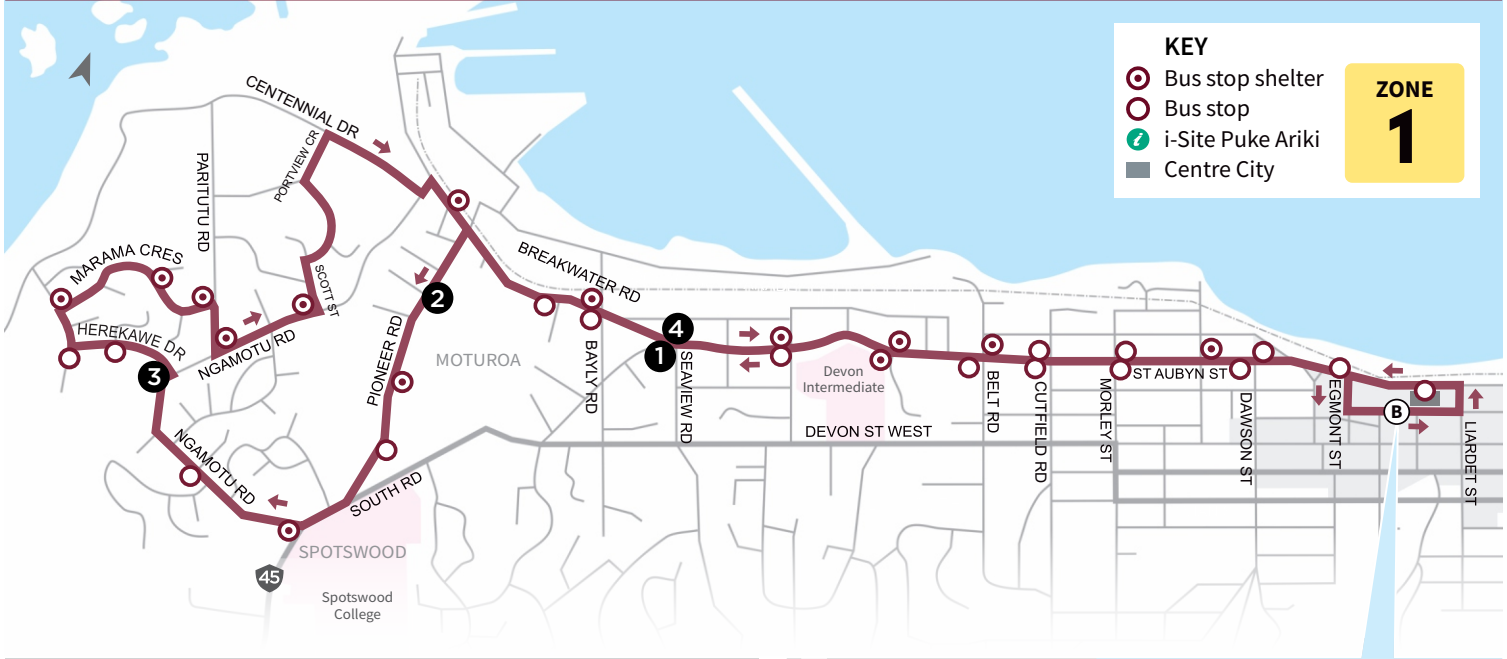 KEY
Bus stop shelter
Bus stop
i-Site Puke Ariki
Centre City
ZONE
1
CENTENNIAL DR
PORTVIEW CR
PARITUTU RD
MARAMA CRES
SCOTT ST
HEREKAWE DR
NGAMOTU RD
3
2
PIONEER RD
MOTUROA
BREAKWATER RD
4
1
BAYLY RD
SEAVIEW RD
Devon
Intermediate
DEVON ST WEST
BELT RD
CUTFIELD RD
MORLEY ST
ST AUBYN ST
DAWSON ST
EGMONT ST
B
LIARDET ST
NGAMOTU RD
SOUTH RD
SPOTSWOOD
45
Spotswood
College